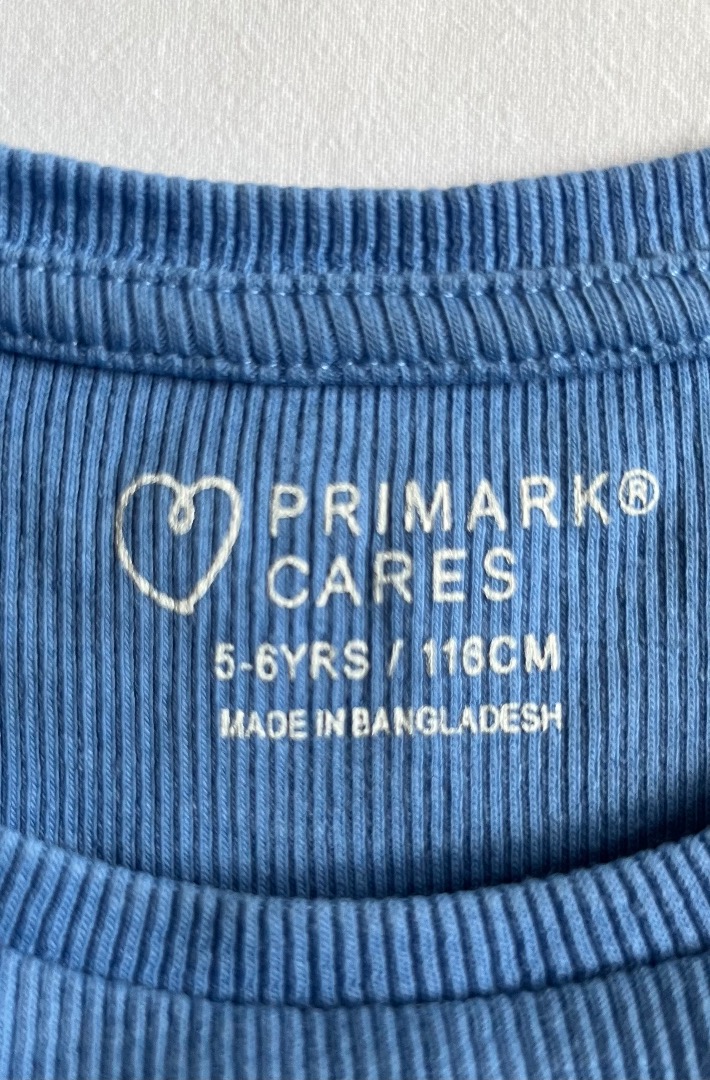 PRIMARK®
CARES
5-6YRS / 116CM
MADE IN BANGLADESH